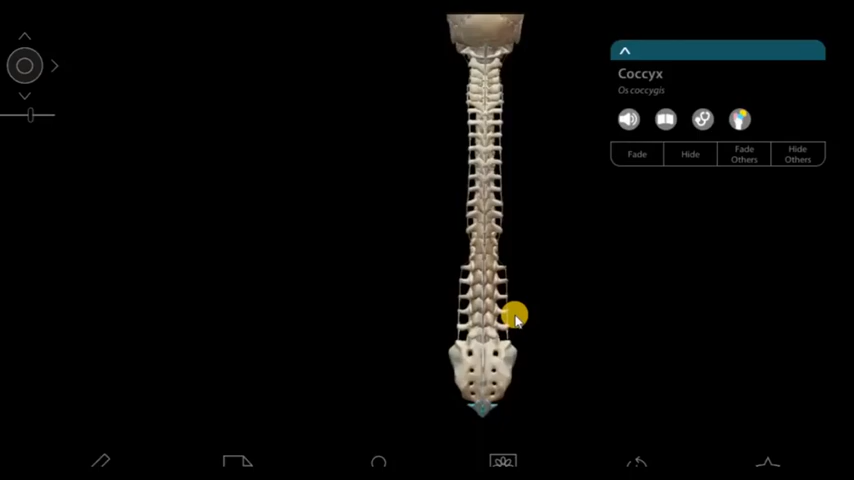 Coccyx
Os coccygis
Fade
Hide
Fade Others
Hide Others